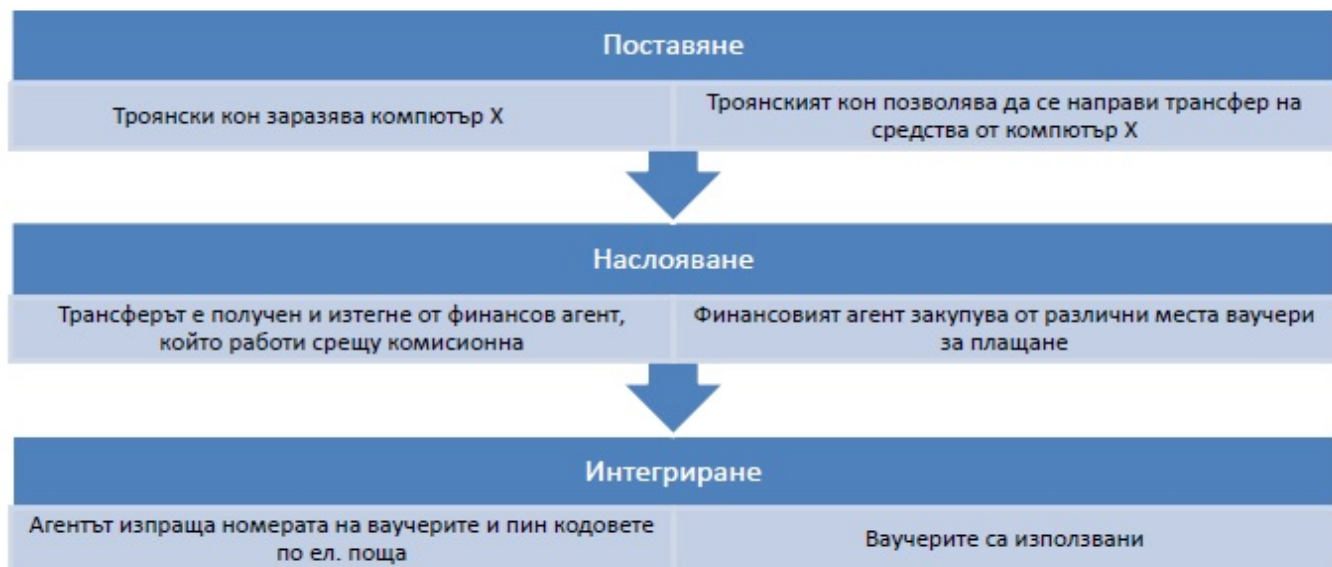 Поставяне
Троянски кон заразява компютър X
Троянският кон позволява да се направи трансфер на
средства от компютър X
Наслояване
Трансферът е получен и изтегне от финансов агент,
който работи срещу комисионна
Финансовият агент закупува от различни места ваучери
за плащане
Интегриране
Агентът изпраща номерата на ваучерите и пин кодовете
по ел. поща
Ваучерите са използвани